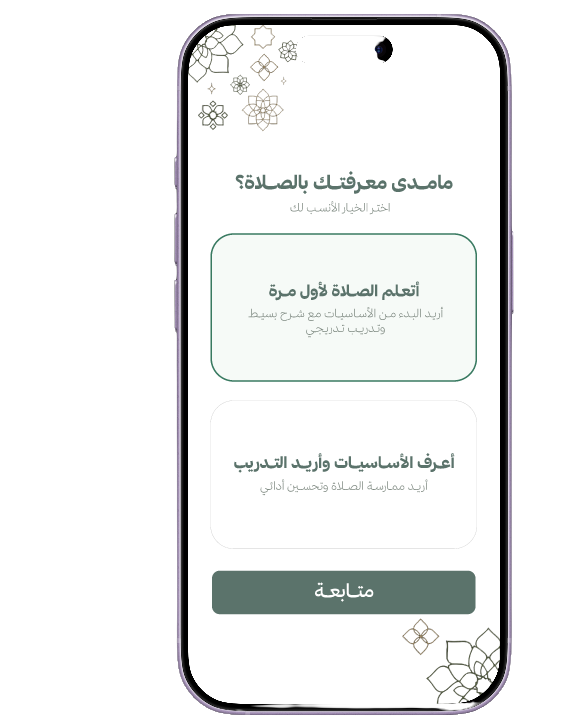 مامدى معرفتك بالصلاة؟
اختر الخيار الأنسب لك
أتعلم الصلاة لأول مرة
أريد البدء من الأساسيات مع شرح بسيط
وتدريب تدريجي
أعرف الأساسيات وأريد التدريب
أريد ممارسة الصلاة وتحسين أدائي
متابعة